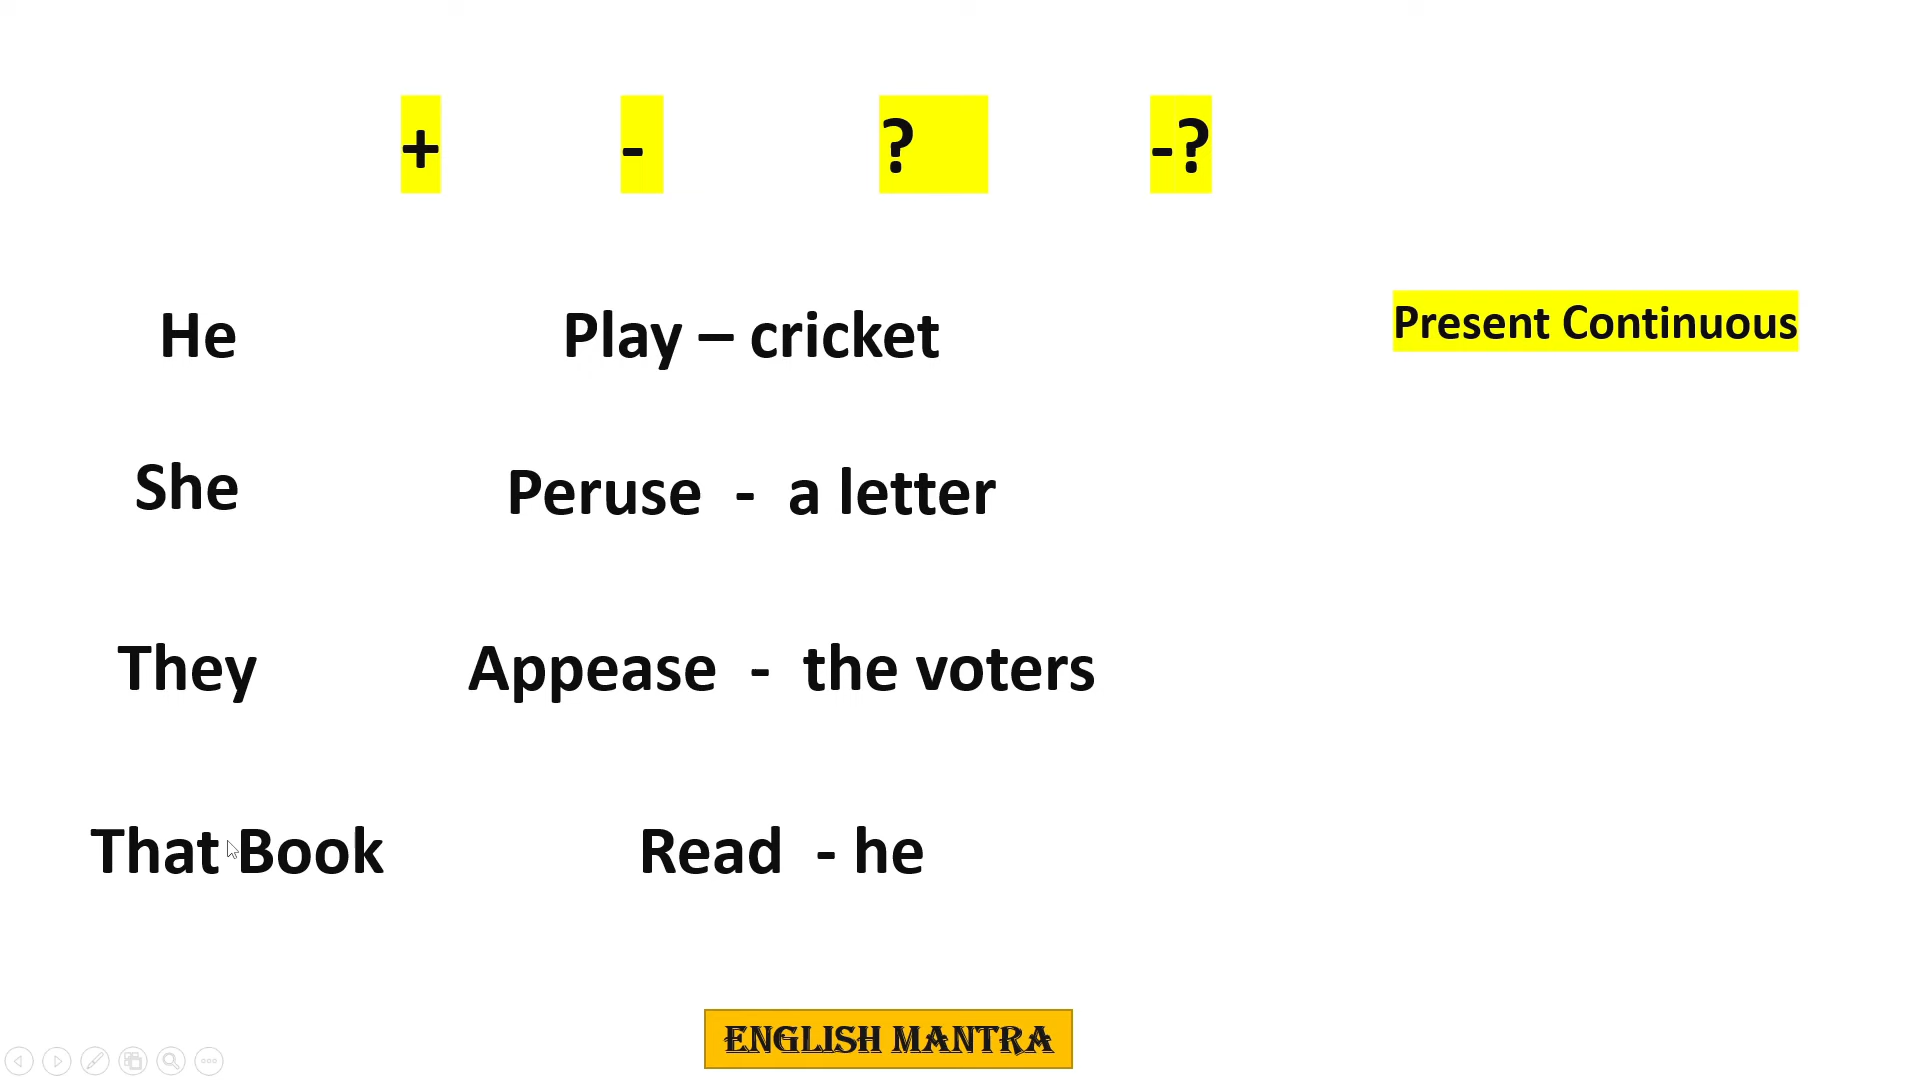 + - ? -?
He Play – cricket Present Continuous
She Peruse - a letter
They Appease - the voters
That Book Read - he
ENGLISH MANTRA